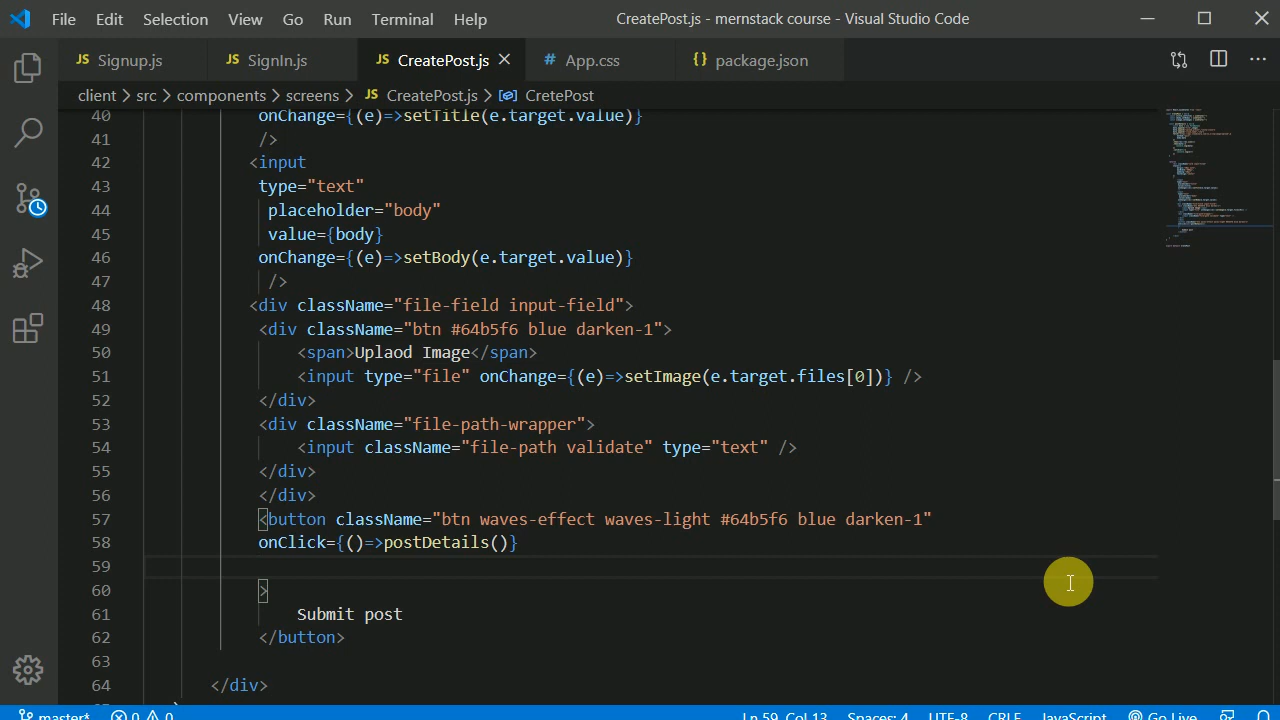 File Edit Selection View Go Run Terminal Help CreatePost.js - mernstack course - Visual Studio Code
JS Signup.js JS SignIn.js JS CreatePost.js # App.css {} package.json
client > src > components > screens > JS CreatePost.js > CretePost
40 onChange={(e)=>setTitle(e.target.value)}
41 />
42 <input
43 type="text"
44 placeholder="body"
45 value={body}
46 onChange={(e)=>setBody(e.target.value)}
47 />
48 <div className="file-field input-field">
49 <div className="btn #64b5f6 blue darken-1">
50 <span>Uplaod Image</span>
51 <input type="file" onChange={(e)=>setImage(e.target.files[0])} />
52 </div>
53 <div className="file-path-wrapper">
54 <input className="file-path validate" type="text" />
55 </div>
56 </div>
57 <button className="btn waves-effect waves-light #64b5f6 blue darken-1"
58 onClick={()=>postDetails()}
59
60 >
61 Submit post
62 </button>
63
64 </div>
master* 0 0 Ln 59, Col 13 Spaces: 4 UTF-8 CRLF JavaScript Go Live